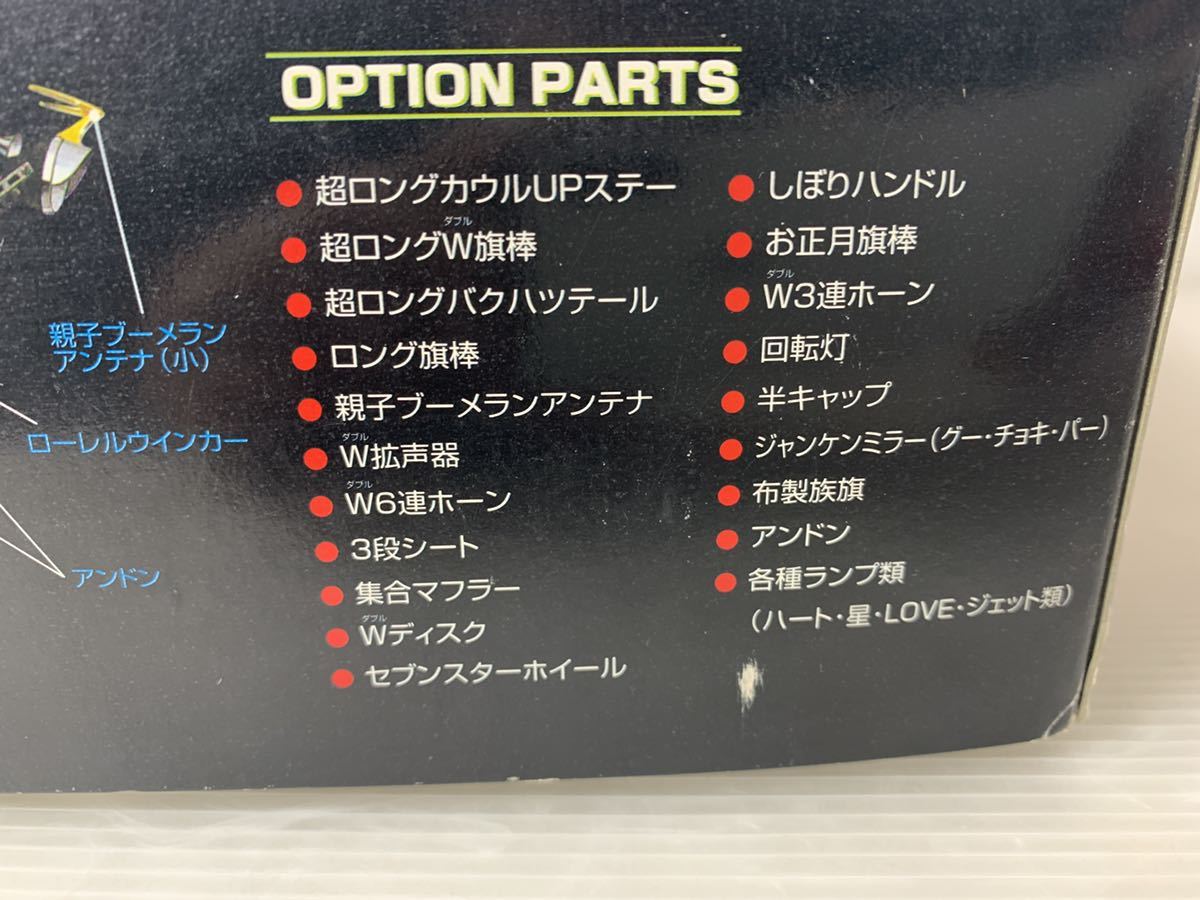 OPTION PARTS
超ロングカウルUPステー
ダブル
超ロングW旗棒
超ロングバクハツテール
ロング旗棒
親子ブーメランアンテナ
ダブル
W拡声器
ダブル
W6連ホーン
3段シート
集合マフラー
ダブル
Wディスク
セブンスターホイール
しぼりハンドル
お正月旗棒
ダブル
W3連ホーン
回転灯
半キャップ
ジャンケンミラー(グー・チョキ・パー)
布製族旗
アンドン
各種ランプ類
(ハート・星・LOVE・ジェット類)
親子ブーメラン
アンテナ(小)
ローレルウインカー
アンドン